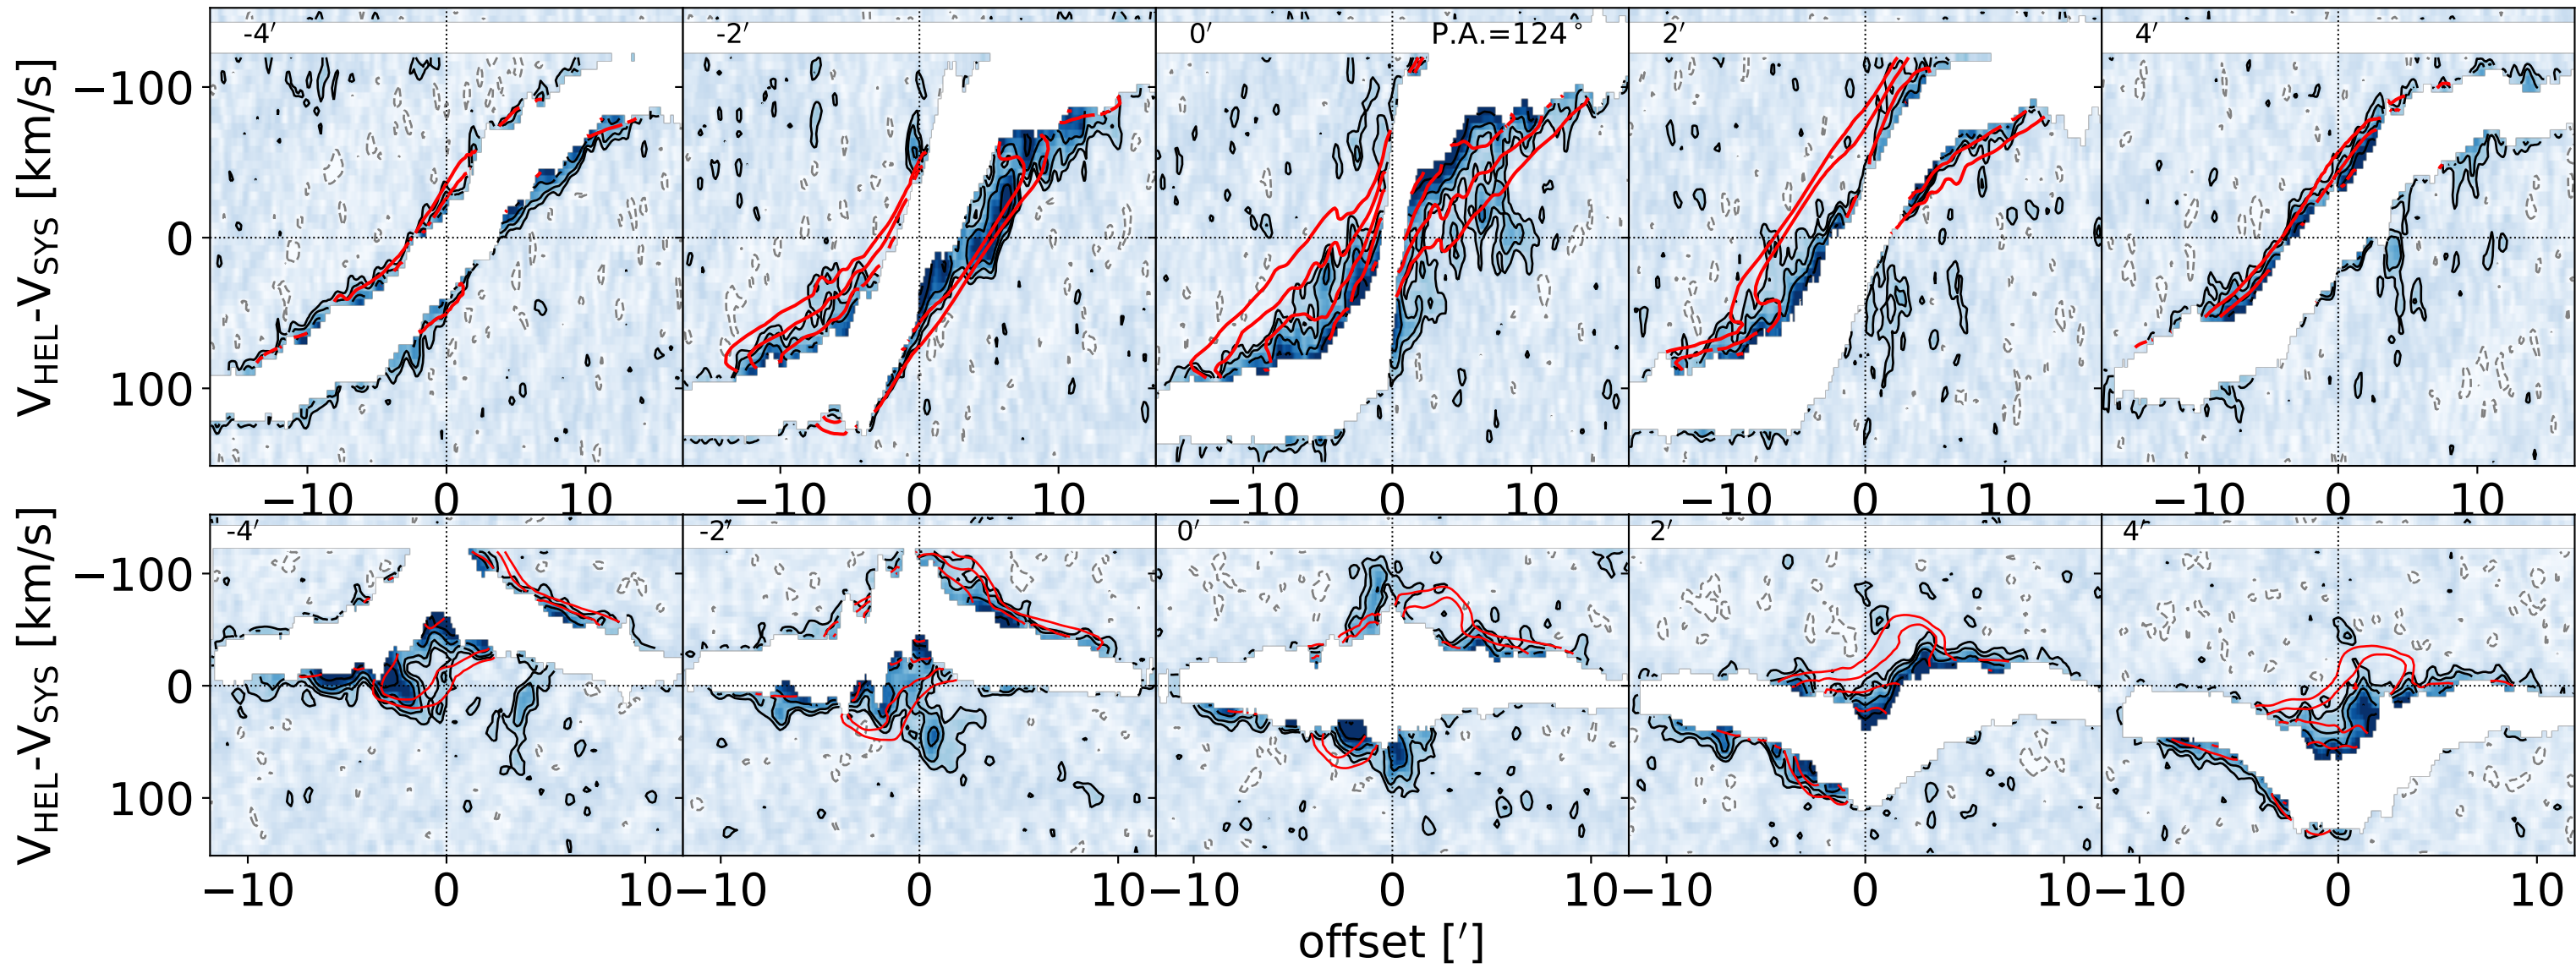 -4′ -2′ 0′ P.A.=124° 2′ 4′
V_HEL-V_SYS [km/s]
−100
0
100
−10 0 10 −10 0 10 −10 0 10 −10 0 10 −10 0 10
-4′ -2′ 0′ 2′ 4′
V_HEL-V_SYS [km/s]
−100
0
100
−10 0 10 −10 0 10 −10 0 10 −10 0 10 −10 0 10
offset [′]